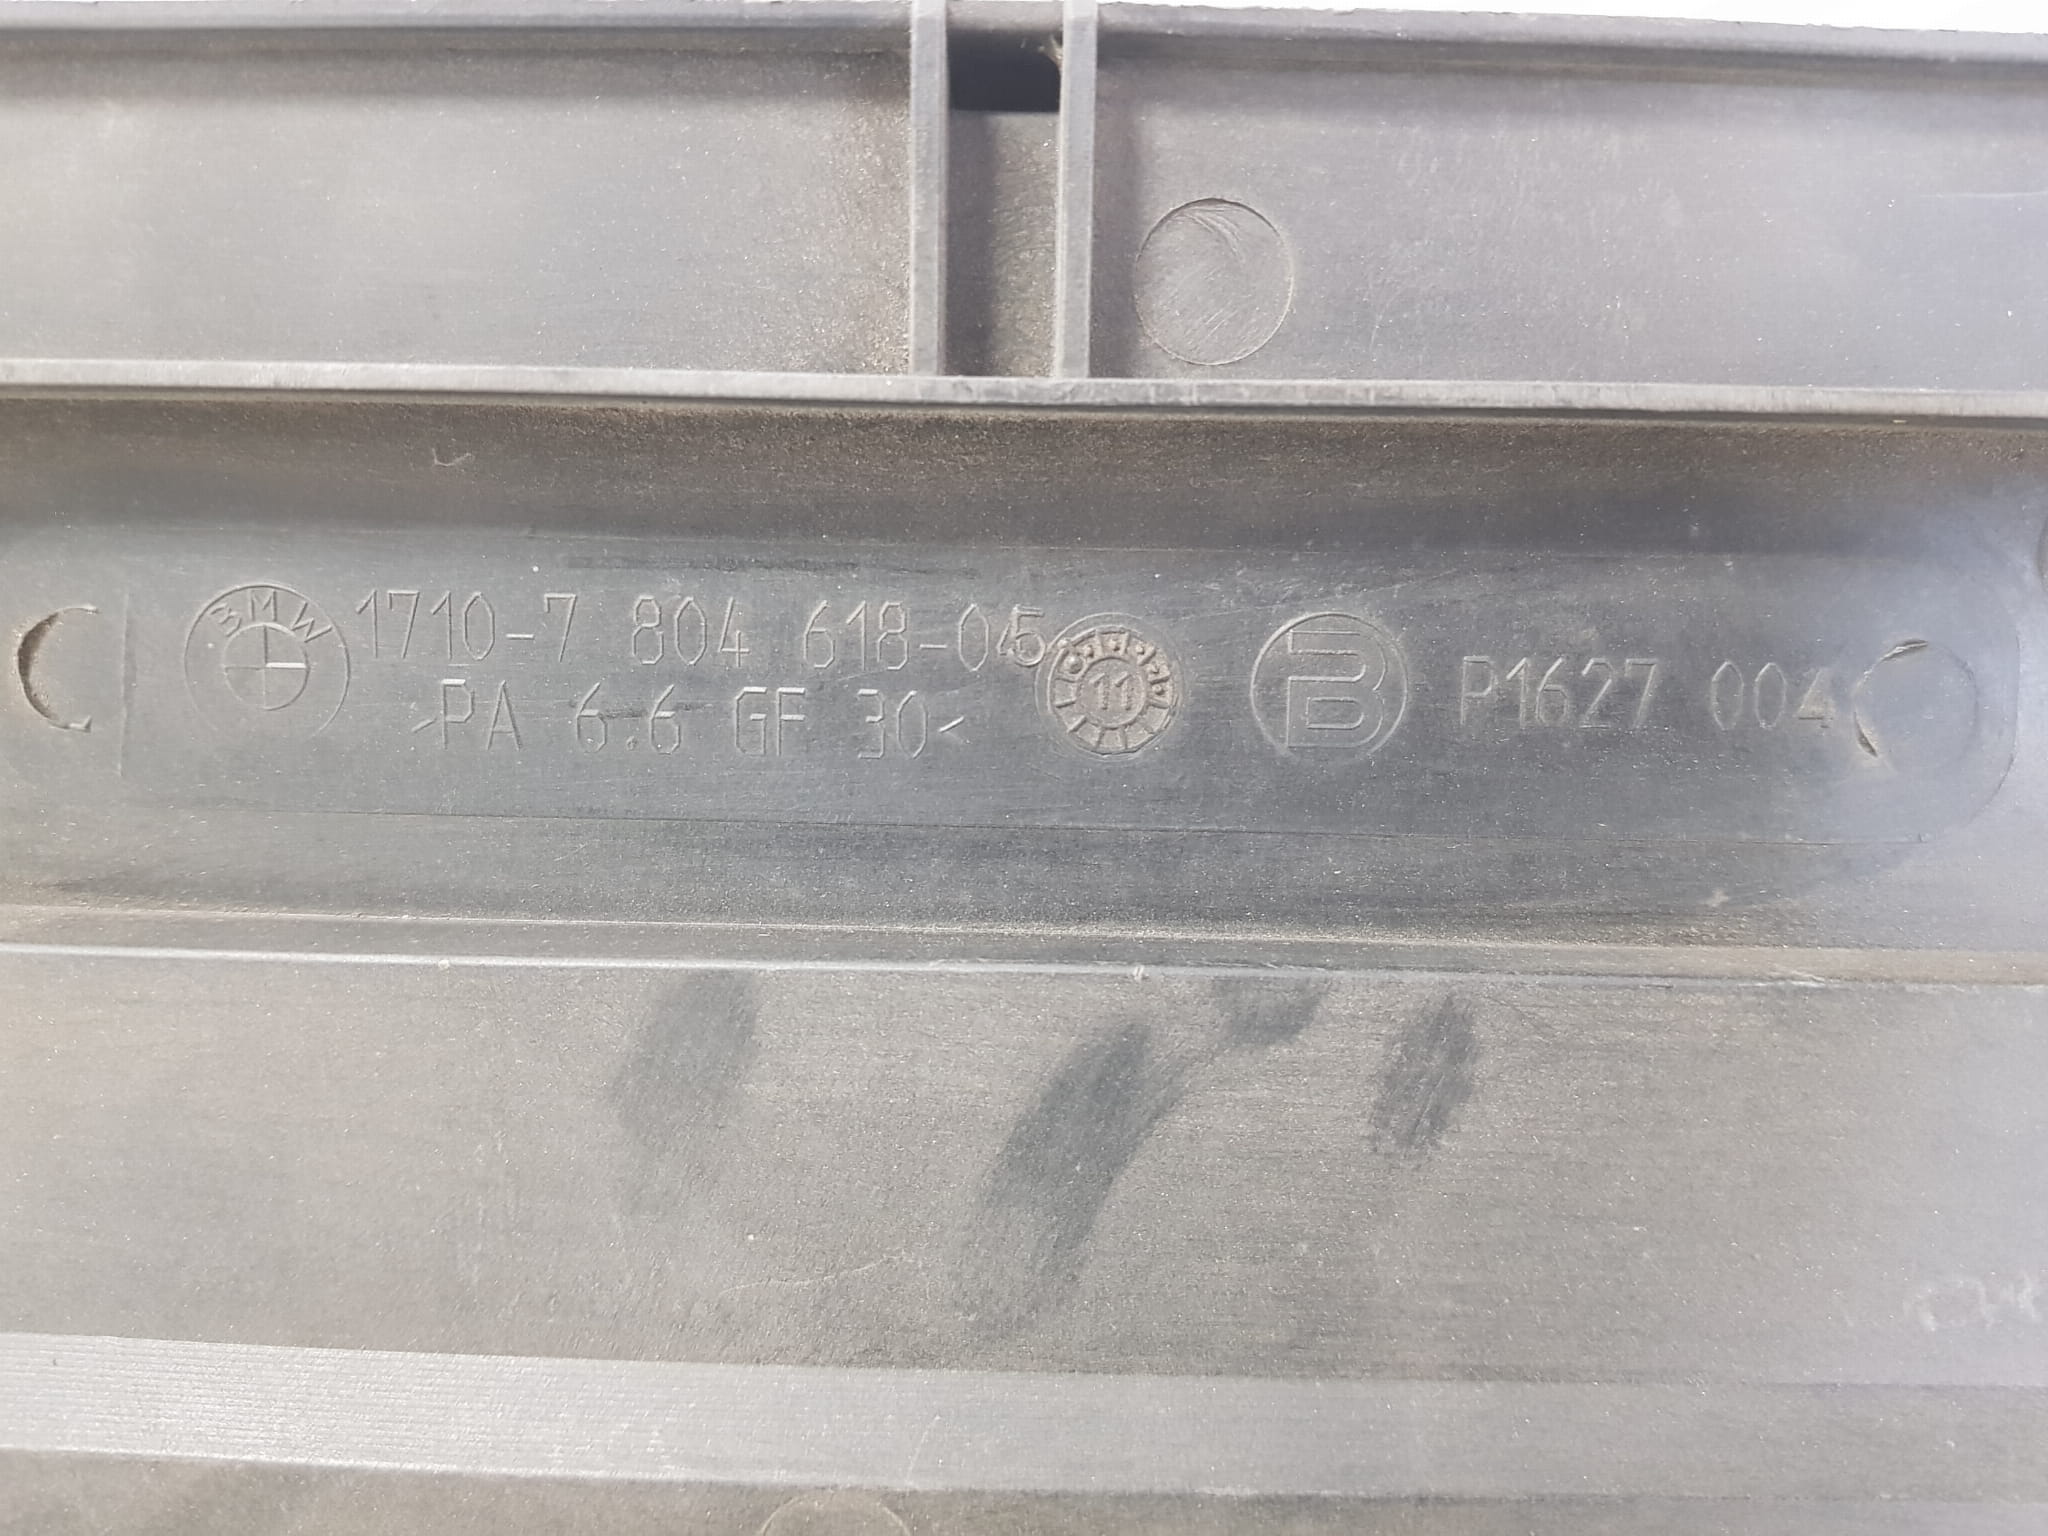 BMW 1710-7 804 618-05
>PA 6.6 GF 30<
11
P1627 004